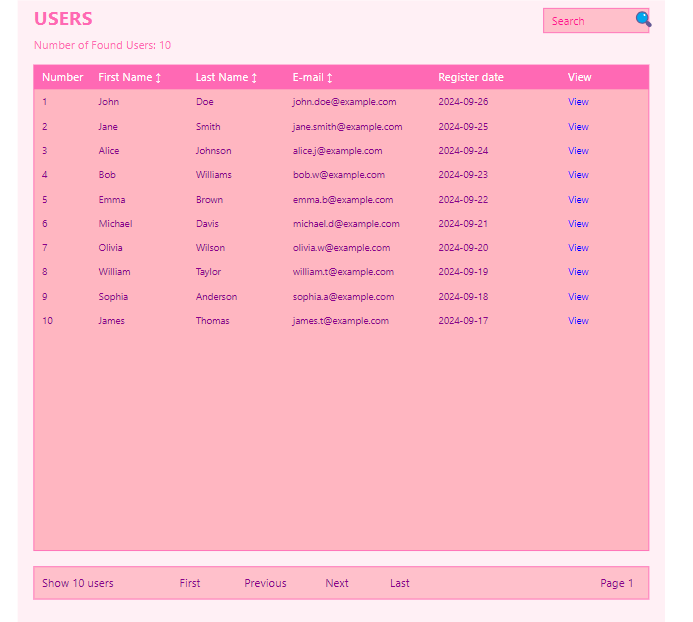 USERS
Search
Number of Found Users: 10
Number First Name ↕ Last Name ↕ E-mail ↕ Register date View
1 John Doe john.doe@example.com 2024-09-26 View
2 Jane Smith jane.smith@example.com 2024-09-25 View
3 Alice Johnson alice.j@example.com 2024-09-24 View
4 Bob Williams bob.w@example.com 2024-09-23 View
5 Emma Brown emma.b@example.com 2024-09-22 View
6 Michael Davis michael.d@example.com 2024-09-21 View
7 Olivia Wilson olivia.w@example.com 2024-09-20 View
8 William Taylor william.t@example.com 2024-09-19 View
9 Sophia Anderson sophia.a@example.com 2024-09-18 View
10 James Thomas james.t@example.com 2024-09-17 View
Show 10 users First Previous Next Last Page 1